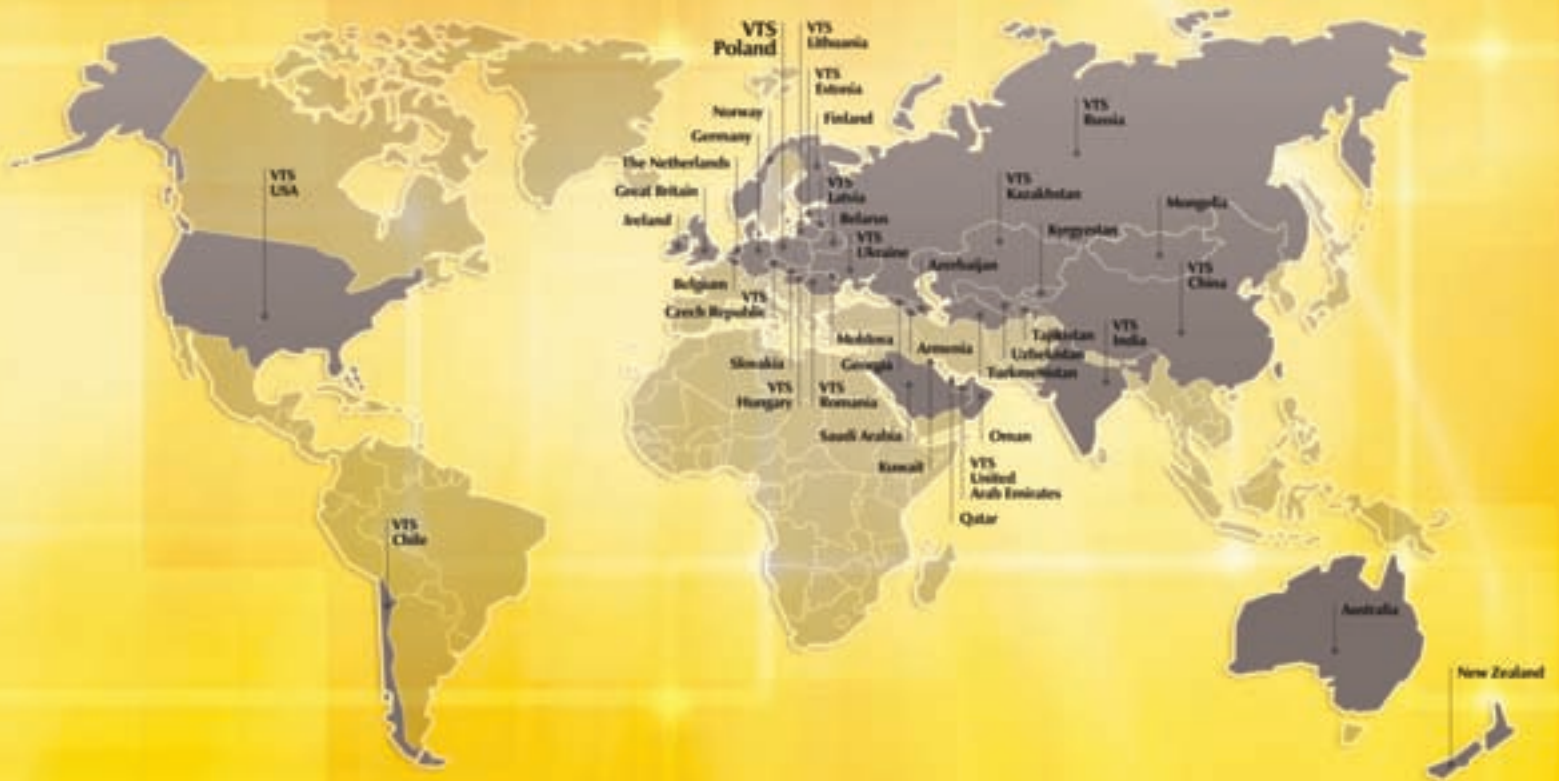 VTS
Poland
VTS
Lithuania
VTS
Estonia
Norway
Finland
Germany
The Netherlands
Great Britain
Ireland
VTS
Latvia
Belarus
VTS
Ukraine
VTS
USA
VTS
Russia
VTS
Kazakhstan
Mongolia
Kyrgyzstan
Azerbaijan
VTS
China
Belgium
VTS
Czech Republic
Moldova
Armenia
Tajikistan
Uzbekistan
VTS
India
Slovakia
Georgia
Turkmenistan
VTS
Hungary
VTS
Romania
Saudi Arabia
Oman
Kuwait
VTS
United
Arab Emirates
Qatar
VTS
Chile
Australia
New Zealand